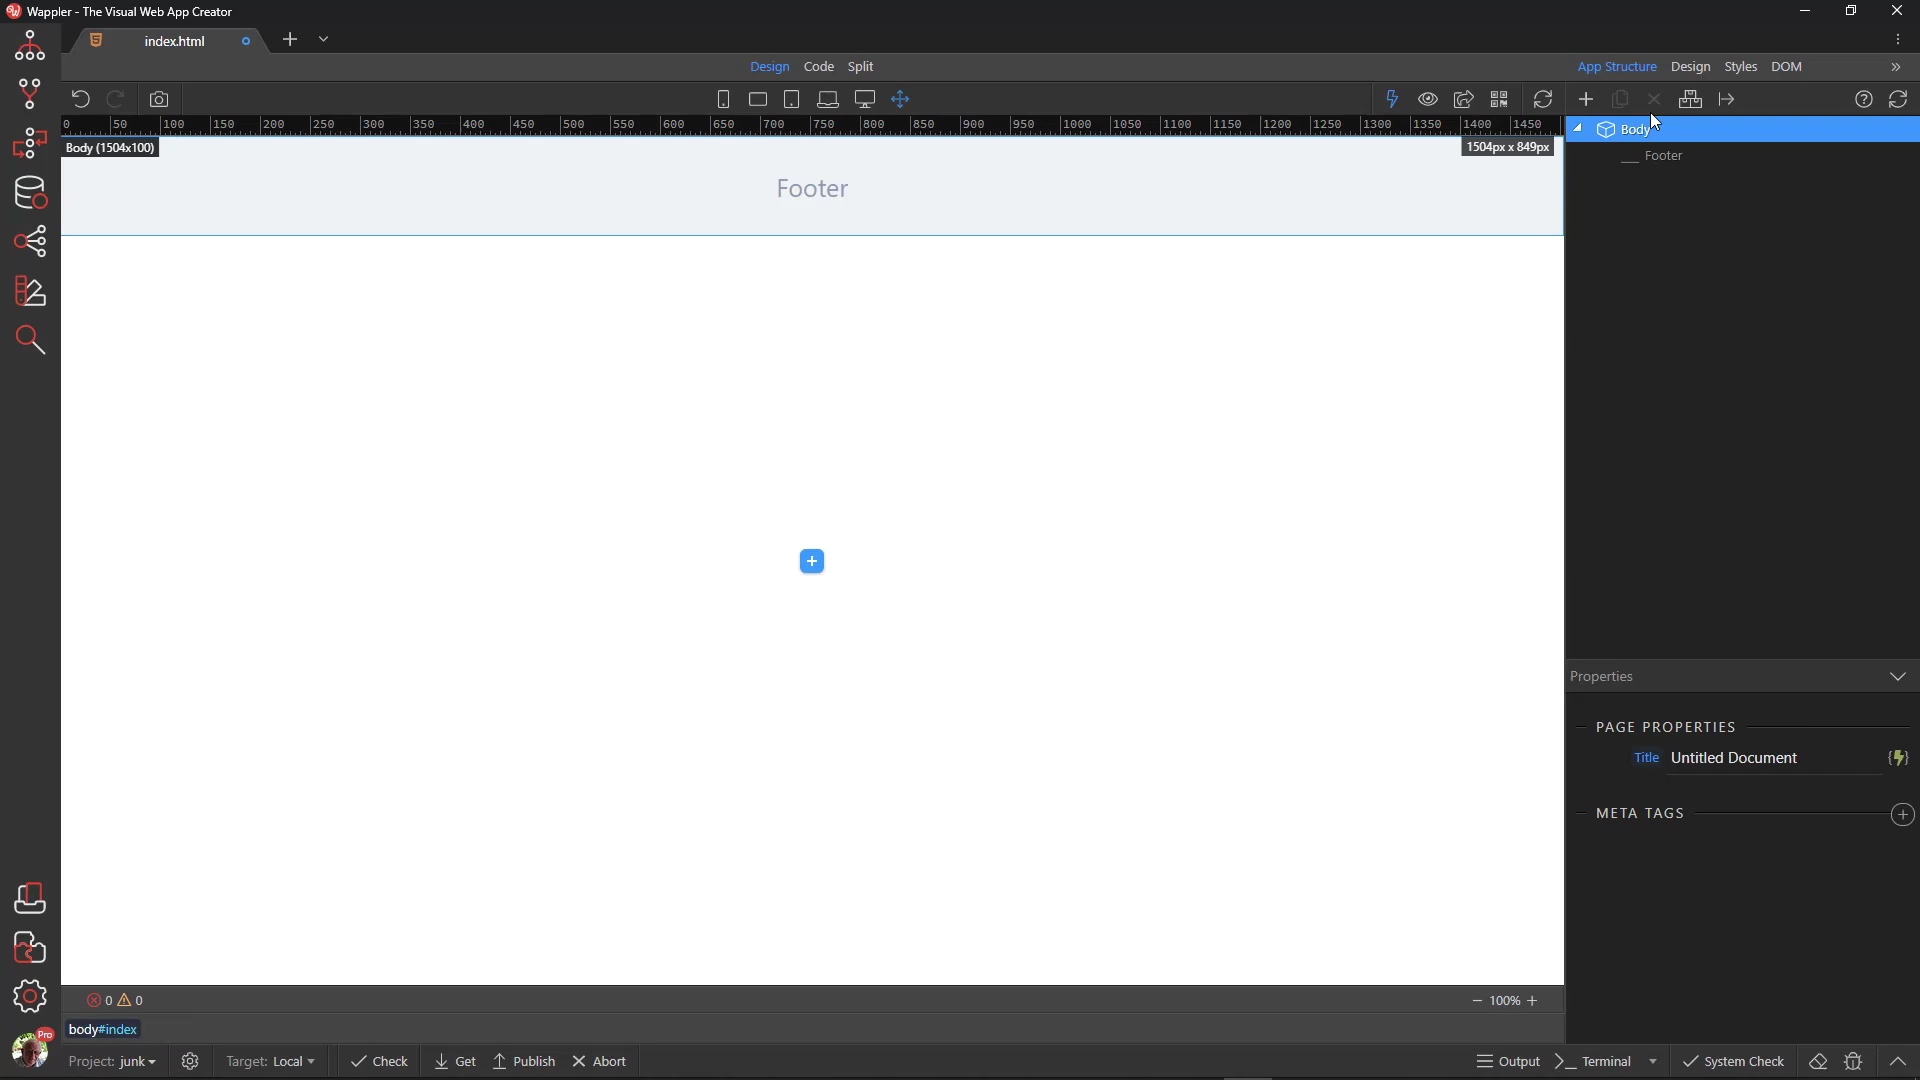 Wappler - The Visual Web App Creator
index.html
Design Code Split
App Structure Design Styles DOM
0 50 100 150 200 250 300 350 400 450 500 550 600 650 700 750 800 850 900 950 1000 1050 1100 1150 1200 1250 1300 1350 1400 1450
Body (1504x100)
1504px x 849px
Body
Footer
Footer
Properties
PAGE PROPERTIES
Title Untitled Document
META TAGS
0 0
100%
body#index
Pro
Project: junk
Target: Local
Check
Get
Publish
Abort
Output
Terminal
System Check